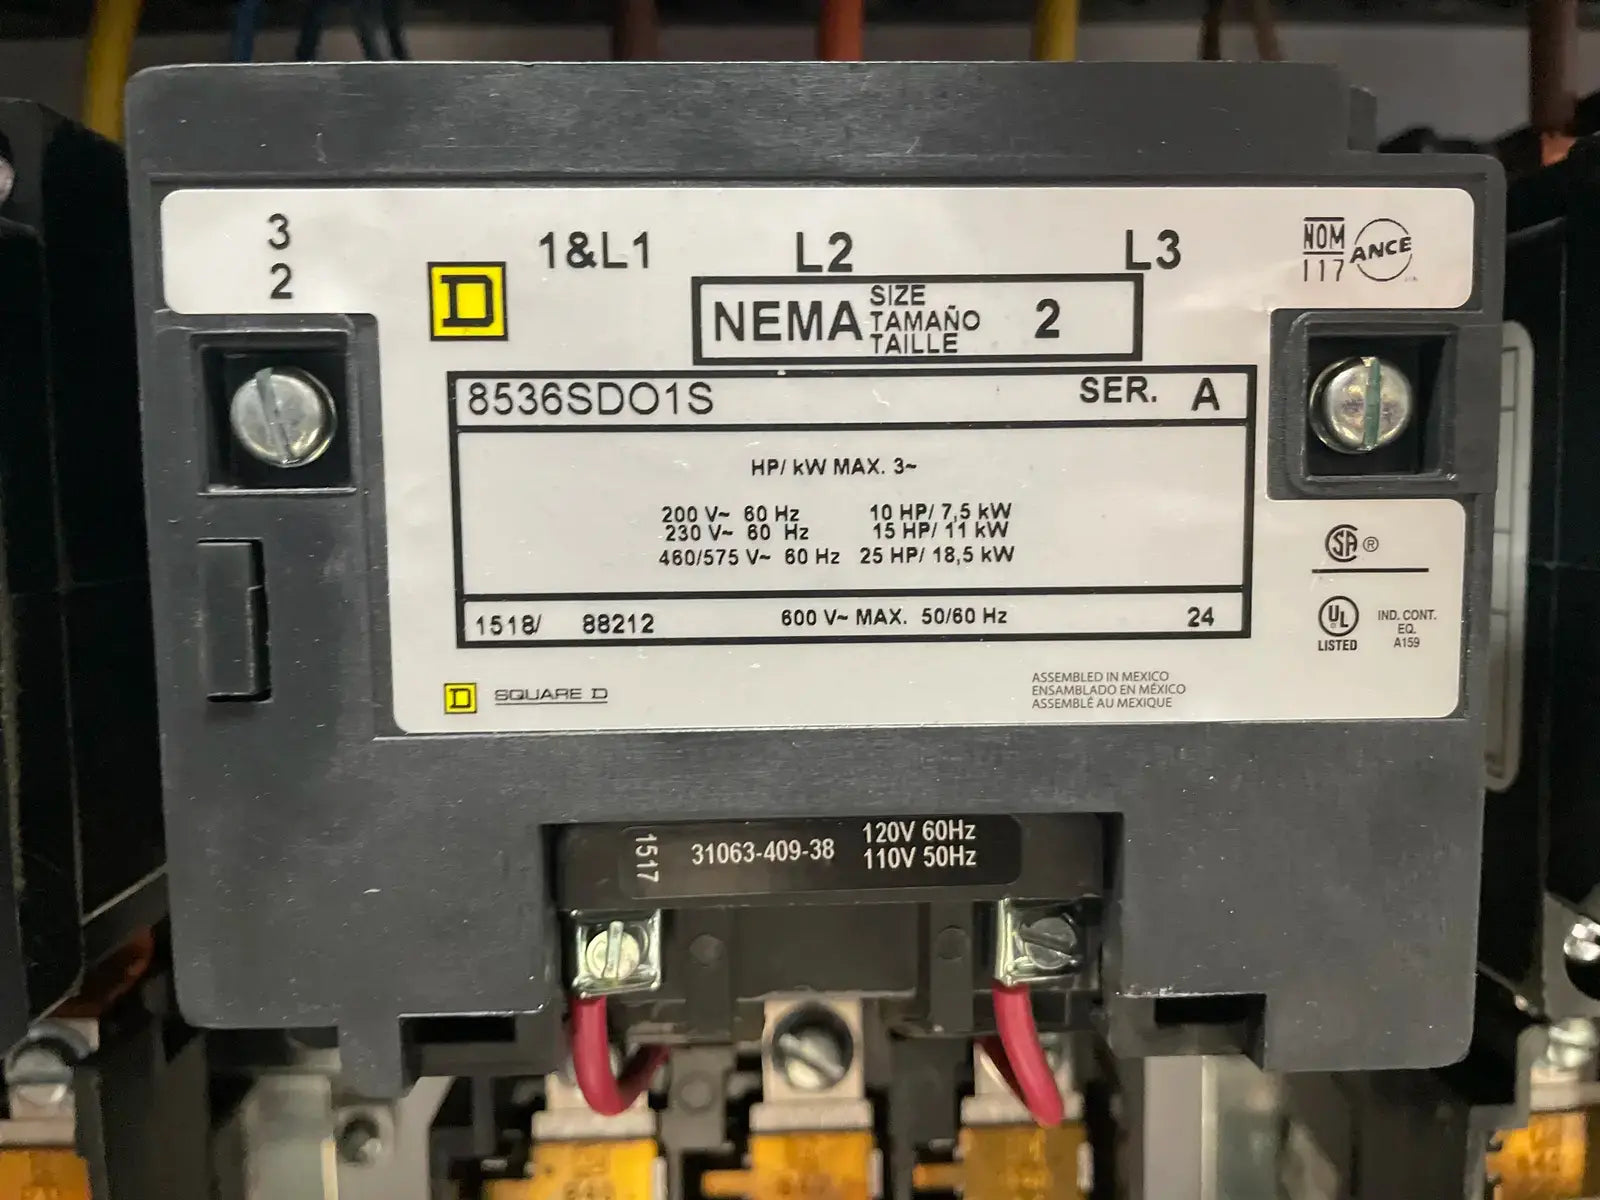 3
2
1&L1
L2
L3
NOM
117
ANCE
D
NEMA
SIZE
TAMAÑO
TAILLE
2
8536SDO1S
SER. A
HP/ kW MAX. 3~
200 V~ 60 Hz 10 HP/ 7,5 kW
230 V~ 60 Hz 15 HP/ 11 kW
460/575 V~ 60 Hz 25 HP/ 18,5 kW
1518/ 88212 600 V~ MAX. 50/60 Hz 24
SA ®
UL
LISTED
IND. CONT.
EQ.
A159
D SQUARE D
ASSEMBLED IN MEXICO
ENSAMBLADO EN MÉXICO
ASSEMBLÉ AU MEXIQUE
1517
31063-409-38
120V 60Hz
110V 50Hz